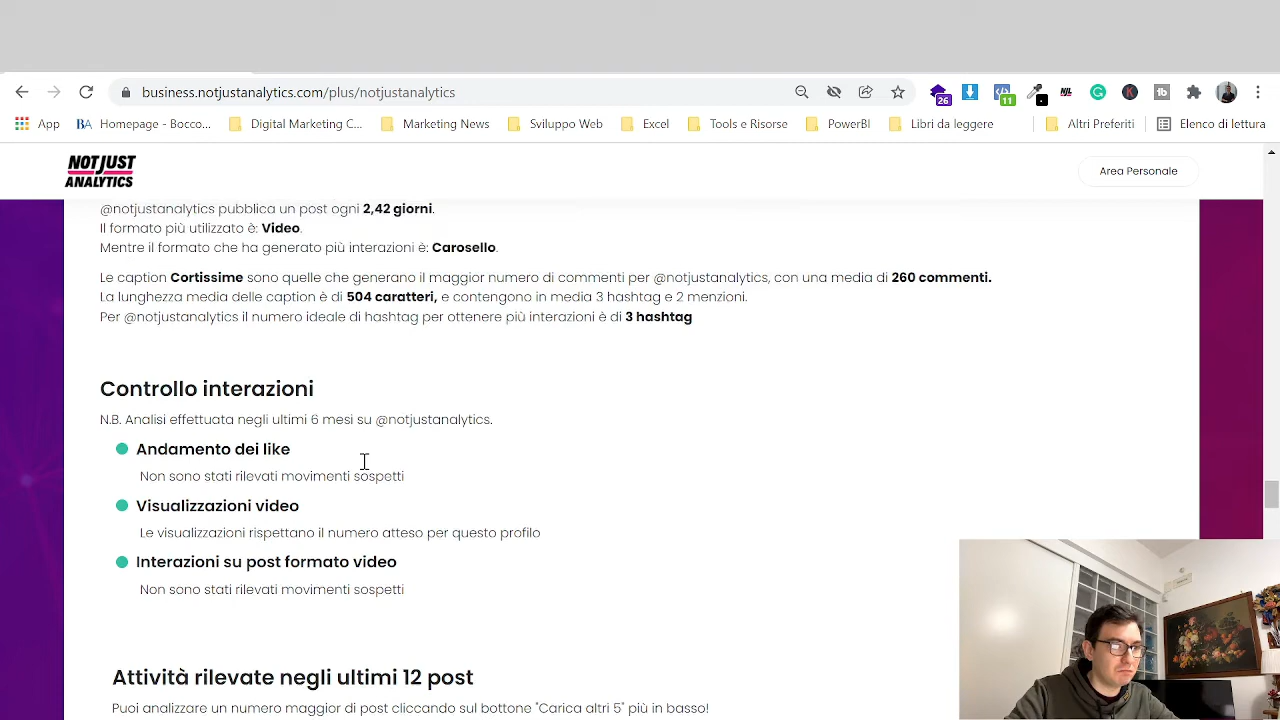 business.notjustanalytics.com/plus/notjustanalytics
26
11
NJL
App
BA Homepage - Bocco...
Digital Marketing C...
Marketing News
Sviluppo Web
Excel
Tools e Risorse
PowerBI
Libri da leggere
Altri Preferiti
Elenco di lettura
NOT JUST
ANALYTICS
Area Personale
@notjustanalytics pubblica un post ogni 2,42 giorni.
Il formato più utilizzato è: Video.
Mentre il formato che ha generato più interazioni è: Carosello.
Le caption Cortissime sono quelle che generano il maggior numero di commenti per @notjustanalytics, con una media di 260 commenti.
La lunghezza media delle caption è di 504 caratteri, e contengono in media 3 hashtag e 2 menzioni.
Per @notjustanalytics il numero ideale di hashtag per ottenere più interazioni è di 3 hashtag
Controllo interazioni
N.B. Analisi effettuata negli ultimi 6 mesi su @notjustanalytics.
Andamento dei like
Non sono stati rilevati movimenti sospetti
Visualizzazioni video
Le visualizzazioni rispettano il numero atteso per questo profilo
Interazioni su post formato video
Non sono stati rilevati movimenti sospetti
Attività rilevate negli ultimi 12 post
Puoi analizzare un numero maggior di post cliccando sul bottone "Carica altri 5" più in basso!